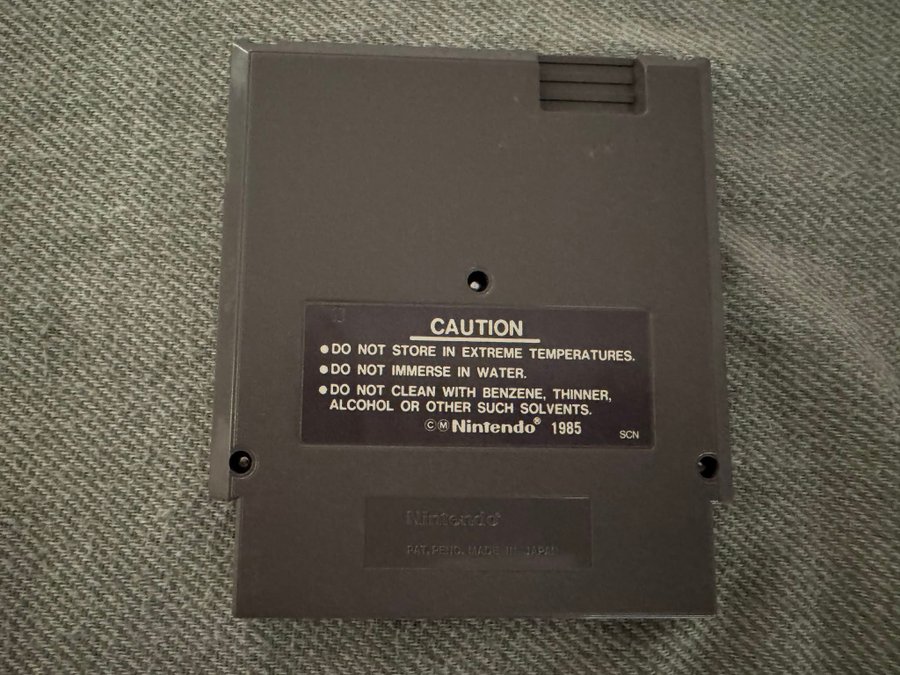 CAUTION
●DO NOT STORE IN EXTREME TEMPERATURES.
●DO NOT IMMERSE IN WATER.
●DO NOT CLEAN WITH BENZENE, THINNER,
ALCOHOL OR OTHER SUCH SOLVENTS.
©Ⓜ Nintendo® 1985
SCN
Nintendo®
PAT. PEND. MADE IN JAPAN